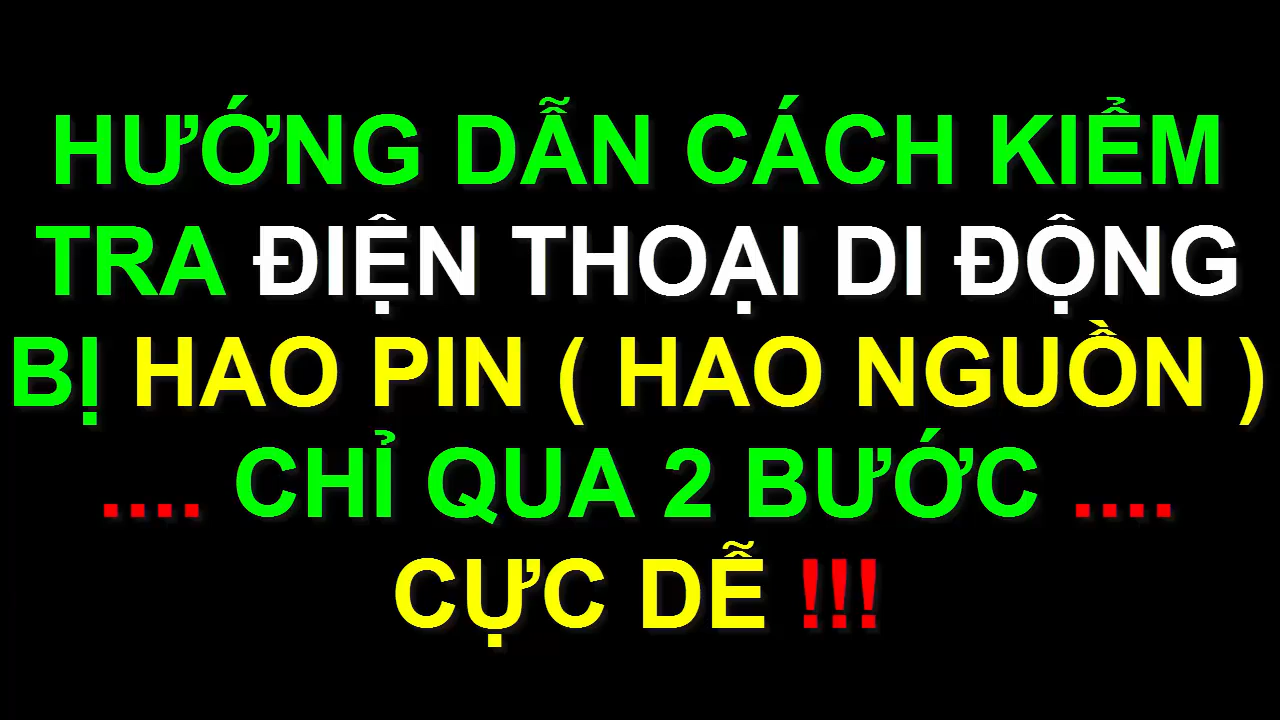 HƯỚNG DẪN CÁCH KIỂM
TRA ĐIỆN THOẠI DI ĐỘNG
BỊ HAO PIN ( HAO NGUỒN )
.... CHỈ QUA 2 BƯỚC ....
CỰC DỄ !!!